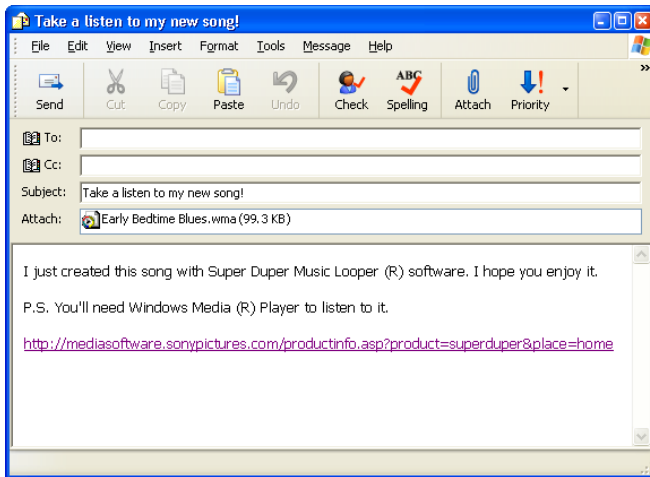 Take a listen to my new song!
File Edit View Insert Format Tools Message Help
ABC
Send Cut Copy Paste Undo Check Spelling Attach Priority
To:
Cc:
Subject: Take a listen to my new song!
Attach: Early Bedtime Blues.wma (99.3 KB)
I just created this song with Super Duper Music Looper (R) software. I hope you enjoy it.
P.S. You'll need Windows Media (R) Player to listen to it.
http://mediasoftware.sonypictures.com/productinfo.asp?product=superduper&place=home